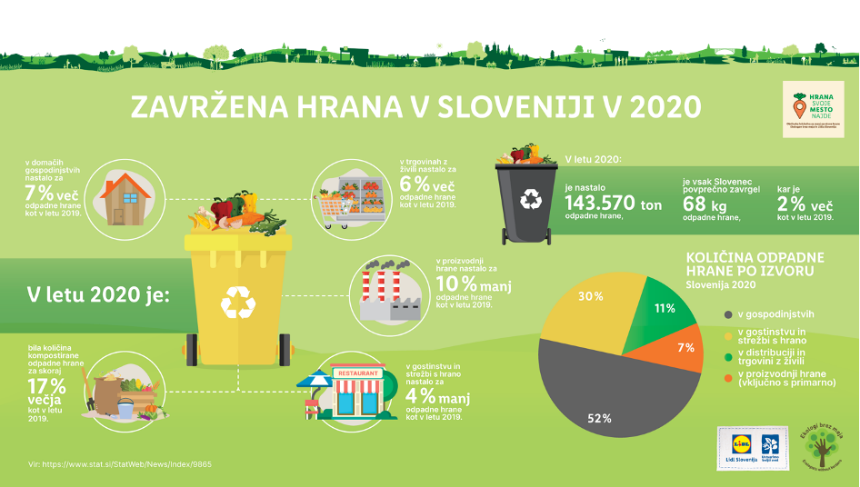 ZAVRŽENA HRANA V SLOVENIJI V 2020
HRANA
SVOJE
MESTO
NAJDE
v domačih
gospodinjstvih
nastalo za
7 % več
odpadne hrane
kot v letu 2019.
v trgovinah z
živili nastalo za
6 % več
odpadne hrane
kot v letu 2019.
V letu 2020:
je nastalo
143.570 ton
odpadne hrane,
je vsak Slovenec
povprečno zavrgel
68 kg
odpadne hrane,
kar je
2 % več
kot v letu 2019.
V letu 2020 je:
v proizvodnji
hrane nastalo za
10 % manj
odpadne hrane
kot v letu 2019.
bila količina
kompostirane
odpadne hrane
za skoraj
17 %
večja
kot v letu
2019.
RESTAURANT
v gostinstvu in
strežbi s hrano
nastalo za
4 % manj
odpadne hrane
kot v letu 2019.
KOLIČINA ODPADNE
HRANE PO IZVORU
Slovenija 2020
30 %
11 %
7 %
52 %
v gospodinjstvih
v gostinstvu in
strežbi s hrano
v distribuciji in
trgovini z živili
v proizvodnji hrane
(vključno s primarno)
Vir: https://www.stat.si/StatWeb/News/Index/9865
LIDL
Lidl Slovenija
Ekologi brez meja